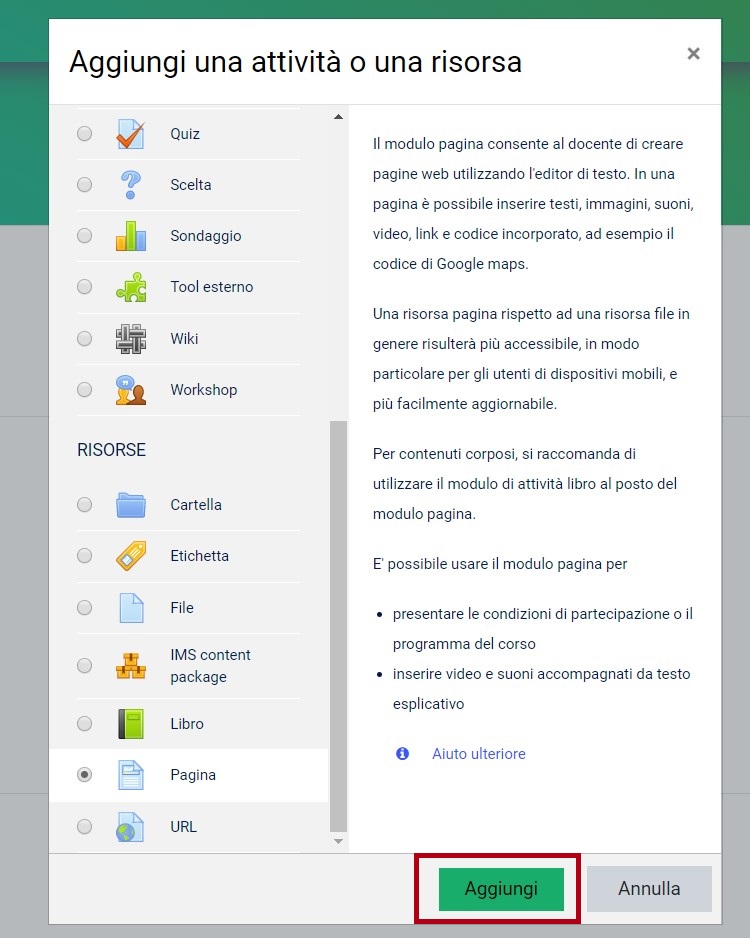 Aggiungi una attività o una risorsa
×
Quiz
Scelta
Sondaggio
Tool esterno
Wiki
Workshop
RISORSE
Cartella
Etichetta
File
IMS content
package
Libro
Pagina
URL
Il modulo pagina consente al docente di creare
pagine web utilizzando l'editor di testo. In una
pagina è possibile inserire testi, immagini, suoni,
video, link e codice incorporato, ad esempio il
codice di Google maps.
Una risorsa pagina rispetto ad una risorsa file in
genere risulterà più accessibile, in modo
particolare per gli utenti di dispositivi mobili, e
più facilmente aggiornabile.
Per contenuti corposi, si raccomanda di
utilizzare il modulo di attività libro al posto del
modulo pagina.
E' possibile usare il modulo pagina per
• presentare le condizioni di partecipazione o il
programma del corso
• inserire video e suoni accompagnati da testo
esplicativo
Aiuto ulteriore
Aggiungi
Annulla